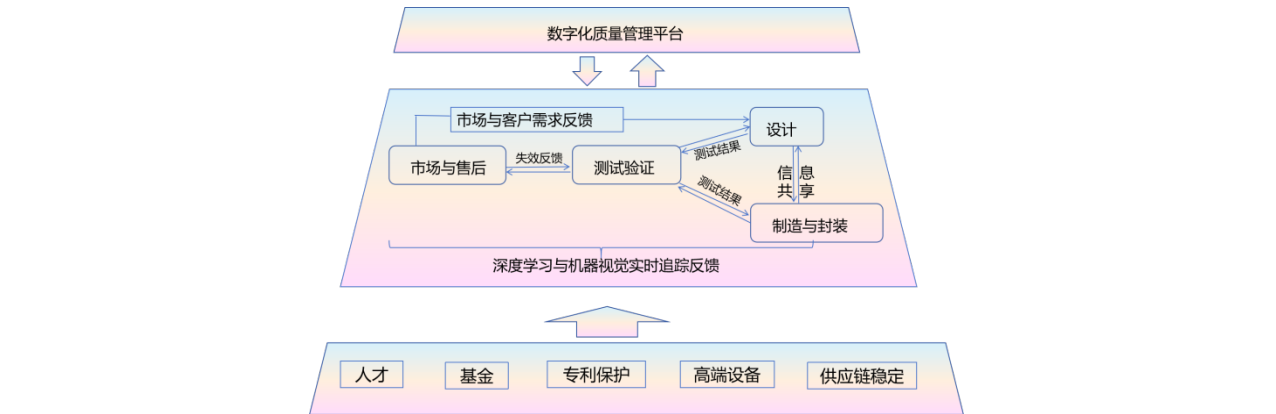 数字化质量管理平台
市场与客户需求反馈
设计
市场与售后
失效反馈
测试验证
测试结果
信 息
共 享
测试结果
制造与封装
深度学习与机器视觉实时追踪反馈
人才
基金
专利保护
高端设备
供应链稳定